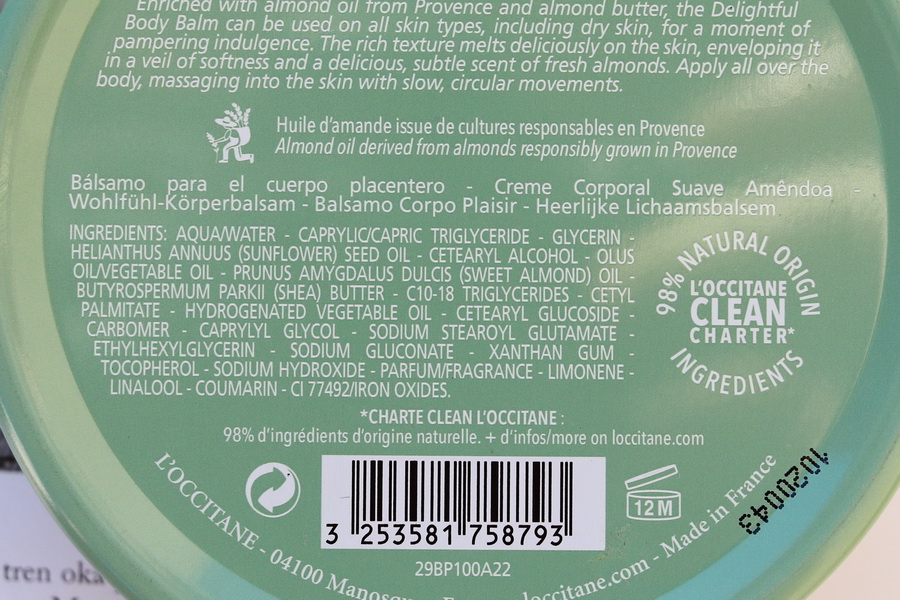 Enriched with almond oil from Provence and almond butter, the Delightful
Body Balm can be used on all skin types, including dry skin, for a moment of
pampering indulgence. The rich texture melts deliciously on the skin, enveloping it
in a veil of softness and a delicious, subtle scent of fresh almonds. Apply all over the
body, massaging into the skin with slow, circular movements.
Huile d'amande issue de cultures responsables en Provence
Almond oil derived from almonds responsibly grown in Provence
Bálsamo para el cuerpo placentero - Creme Corporal Suave Amêndoa -
Wohlfühl-Körperbalsam - Balsamo Corpo Plaisir - Heerlijke Lichaamsbalsem
INGREDIENTS: AQUA/WATER - CAPRYLIC/CAPRIC TRIGLYCERIDE - GLYCERIN -
HELIANTHUS ANNUUS (SUNFLOWER) SEED OIL - CETEARYL ALCOHOL - OLUS
OIL/VEGETABLE OIL - PRUNUS AMYGDALUS DULCIS (SWEET ALMOND) OIL -
BUTYROSPERMUM PARKII (SHEA) BUTTER - C10-18 TRIGLYCERIDES - CETYL
PALMITATE - HYDROGENATED VEGETABLE OIL - CETEARYL GLUCOSIDE -
CARBOMER - CAPRYLYL GLYCOL - SODIUM STEAROYL GLUTAMATE -
ETHYLHEXYLGLYCERIN - SODIUM GLUCONATE - XANTHAN GUM -
TOCOPHEROL - SODIUM HYDROXIDE - PARFUM/FRAGRANCE - LIMONENE -
LINALOOL - COUMARIN - CI 77492/IRON OXIDES.
98% NATURAL ORIGIN
L'OCCITANE
CLEAN
CHARTER*
INGREDIENTS
*CHARTE CLEAN L'OCCITANE :
98% d'ingrédients d'origine naturelle. + d'infos/more on loccitane.com
12 M
3 253581 758793
29BP100A22
L'OCCITANE - 04100 Manosque loccitane.com - Made in France
10200443
tren oka